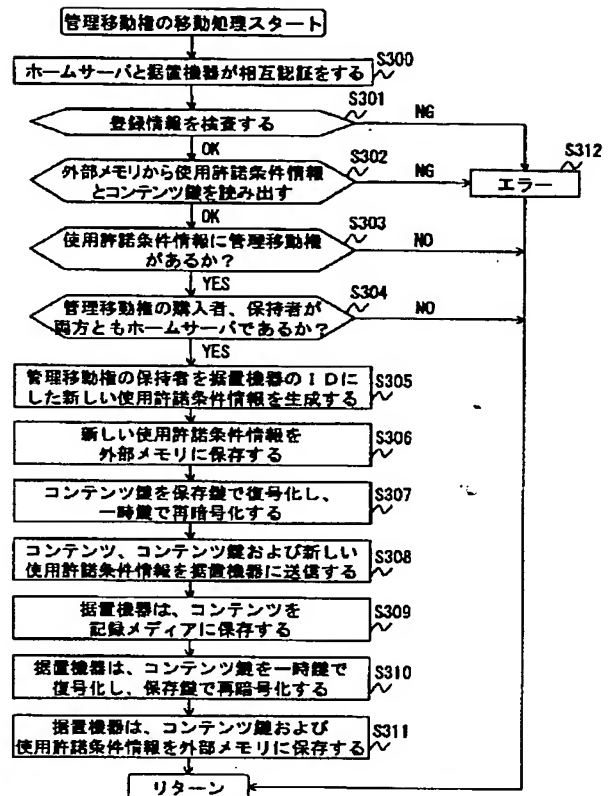 管理移動権の移動処理スタート
ホームサーバと据置機器が相互認証をする
S300
登録情報を検査する
S301
NG
OK
外部メモリから使用許諾条件情報
とコンテンツ鍵を読み出す
S302
NG
エラー
S312
OK
使用許諾条件情報に管理移動権
があるか？
S303
NO
YES
管理移動権の購入者、保持者が
両方ともホームサーバであるか？
S304
NO
YES
管理移動権の保持者を据置機器のＩＤに
した新しい使用許諾条件情報を生成する
S305
新しい使用許諾条件情報を
外部メモリに保存する
S306
コンテンツ鍵を保存鍵で復号化し、
一時鍵で再暗号化する
S307
コンテンツ、コンテンツ鍵および新しい
使用許諾条件情報を据置機器に送信する
S308
据置機器は、コンテンツを
記録メディアに保存する
S309
据置機器は、コンテンツ鍵を一時鍵で
復号化し、保存鍵で再暗号化する
S310
据置機器は、コンテンツ鍵および
使用許諾条件情報を外部メモリに保存する
S311
リターン